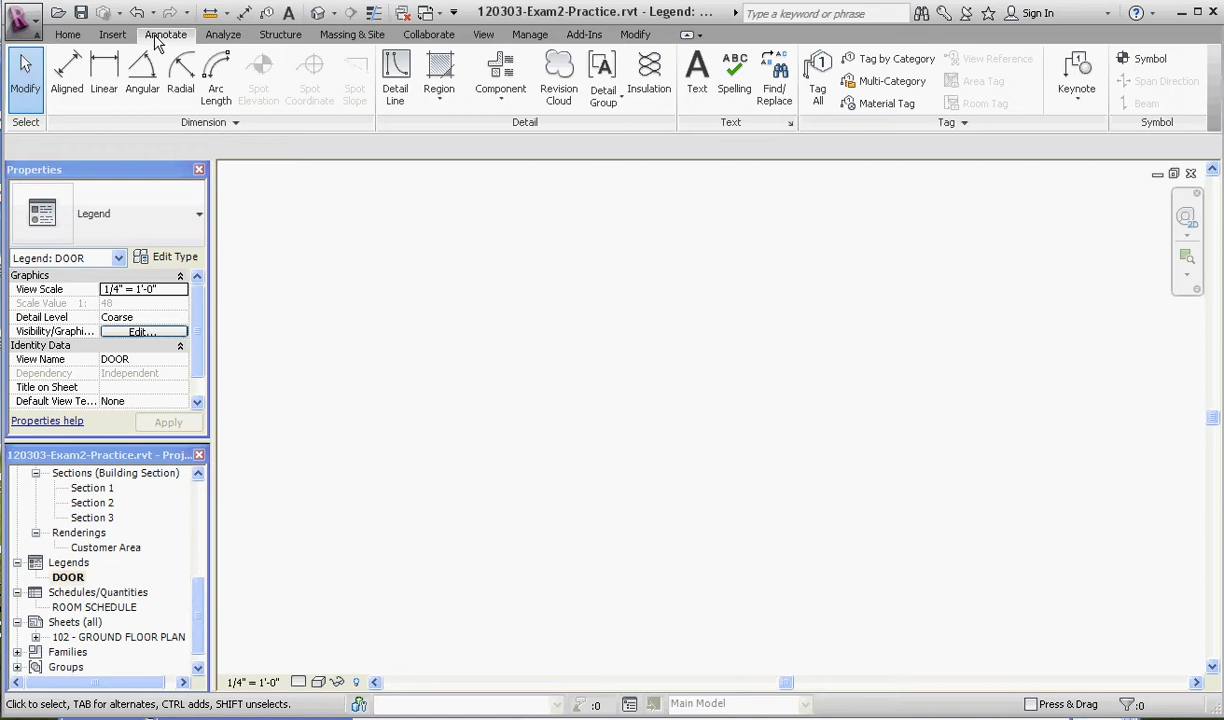 120303-Exam2-Practice.rvt - Legend: ...
Type a keyword or phrase
Sign In
Home Insert Annotate Analyze Structure Massing & Site Collaborate View Manage Add-Ins Modify
Modify
Aligned
Linear
Angular
Radial
Arc
Length
Spot
Elevation
Spot
Coordinate
Spot
Slope
Detail
Line
Region
Component
Revision
Cloud
Detail
Group
Insulation
Text
Spelling
Find/
Replace
Tag
All
Tag by Category
Multi-Category
Material Tag
View Reference
Area Tag
Room Tag
Keynote
Symbol
Span Direction
Beam
Select
Dimension
Detail
Text
Tag
Symbol
Properties
Legend
Legend: DOOR
Edit Type
Graphics
View Scale 1/4" = 1'-0"
Scale Value 1: 48
Detail Level Coarse
Visibility/Graphi... Edit...
Identity Data
View Name DOOR
Dependency Independent
Title on Sheet
Default View Te... None
Properties help
Apply
120303-Exam2-Practice.rvt - Proj...
Sections (Building Section)
Section 1
Section 2
Section 3
Renderings
Customer Area
Legends
DOOR
Schedules/Quantities
ROOM SCHEDULE
Sheets (all)
102 - GROUND FLOOR PLAN
Families
Groups
2D
1/4" = 1'-0"
Click to select, TAB for alternates, CTRL adds, SHIFT unselects.
:0
Main Model
Press & Drag
:0